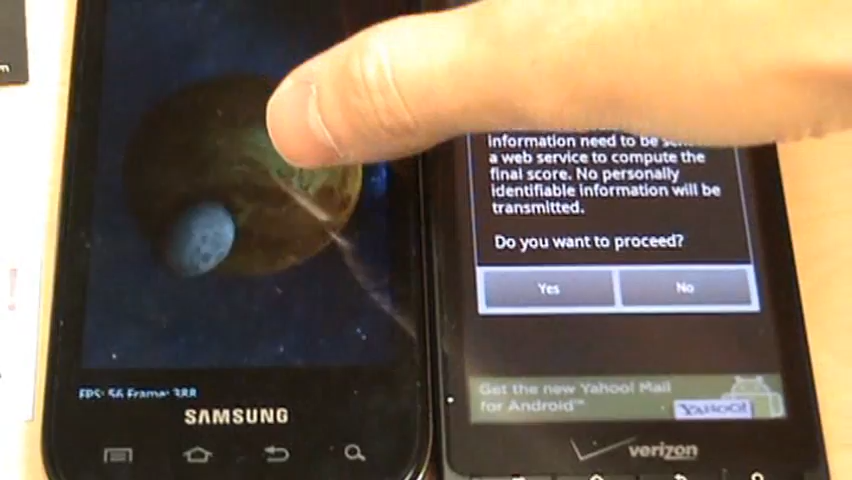 FPS: 56 Frame: 388
SAMSUNG
information need to be
a web service to compute the
final score. No personally
identifiable information will be
transmitted.
Do you want to proceed?
Yes
No
Get the new Yahoo! Mail
for Android™
YAHOO!
verizon